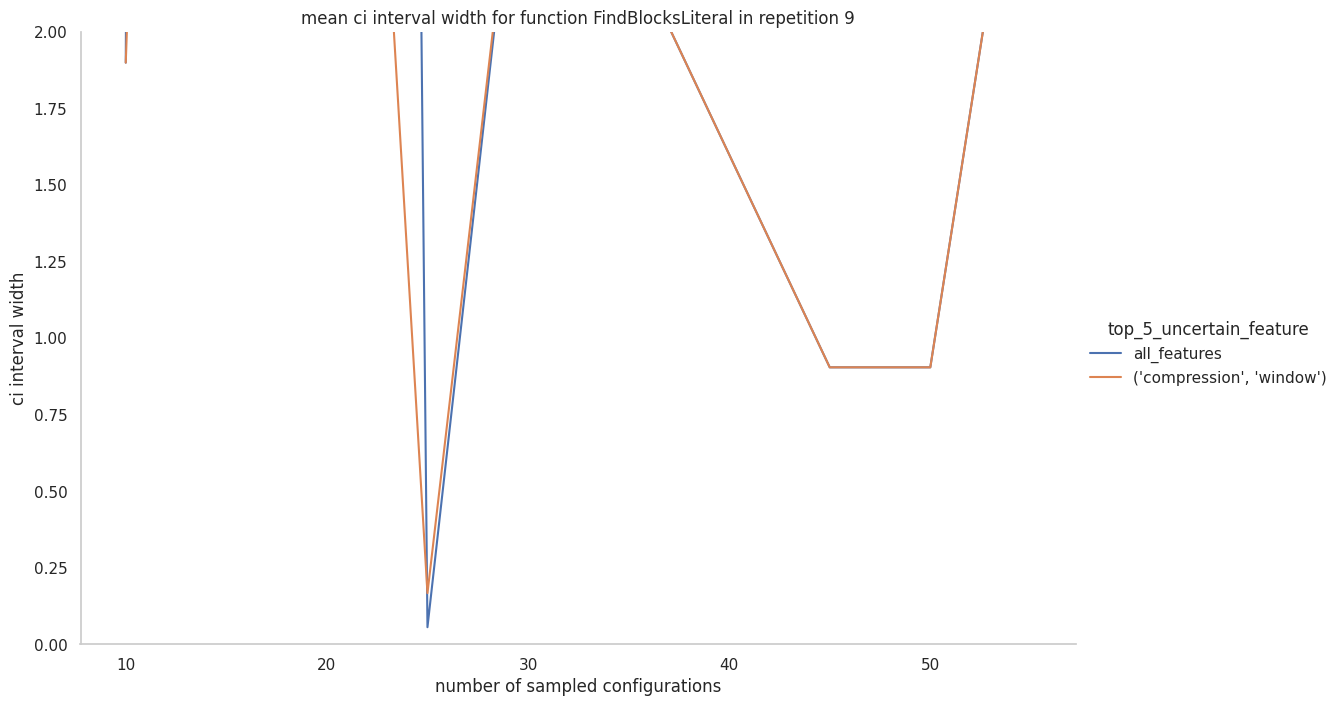 mean ci interval width for function FindBlocksLiteral in repetition 9
2.00
1.75
1.50
1.25
1.00
0.75
0.50
0.25
0.00
ci interval width
10 20 30 40 50
number of sampled configurations
top_5_uncertain_feature
all_features
('compression', 'window')